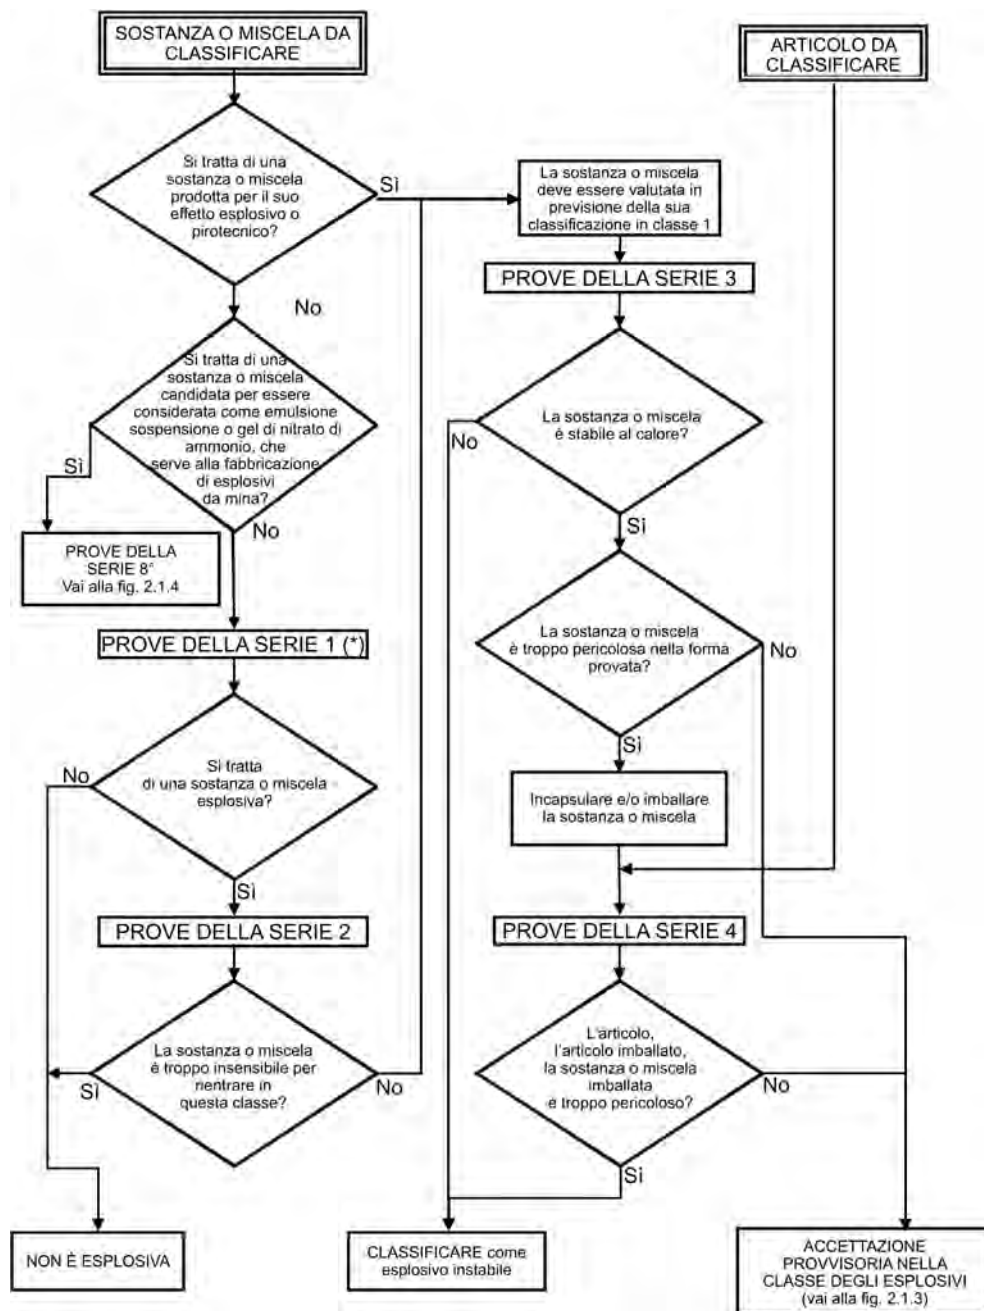 SOSTANZA O MISCELA DA
CLASSIFICARE
ARTICOLO DA
CLASSIFICARE
Si tratta di una
sostanza o miscela
prodotta per il suo
effetto esplosivo o
pirotecnico?
Sì
La sostanza o miscela
deve essere valutata in
previsione della sua
classificazione in classe 1
PROVE DELLA SERIE 3
No
Si tratta di una
sostanza o miscela
candidata per essere
considerata come emulsione
sospensione o gel di nitrato di
ammonio, che
serve alla fabbricazione
di esplosivi
da mina?
Sì
No
La sostanza o miscela
è stabile al calore?
No
Sì
PROVE DELLA
SERIE 8°
Vai alla fig. 2.1.4
PROVE DELLA SERIE 1 (*)
La sostanza o miscela
è troppo pericolosa nella forma
provata?
No
Sì
Si tratta
di una sostanza o miscela
esplosiva?
No
Sì
Incapsulare e/o imballare
la sostanza o miscela
PROVE DELLA SERIE 2
PROVE DELLA SERIE 4
La sostanza o miscela
è troppo insensibile per
rientrare in
questa classe?
Sì
No
L'articolo,
l'articolo imballato,
la sostanza o miscela
imballata
è troppo pericoloso?
No
Sì
NON È ESPLOSIVA
CLASSIFICARE come
esplosivo instabile
ACCETTAZIONE
PROVVISORIA NELLA
CLASSE DEGLI ESPLOSIVI
(vai alla fig. 2.1.3)